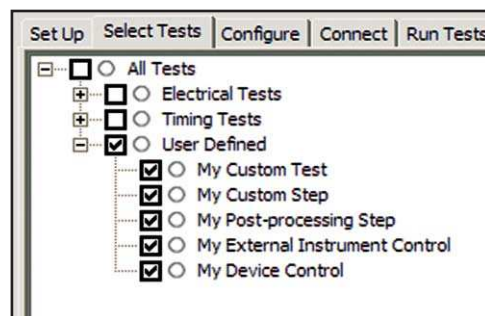 Set Up Select Tests Configure Connect Run Tests
All Tests
Electrical Tests
Timing Tests
User Defined
My Custom Test
My Custom Step
My Post-processing Step
My External Instrument Control
My Device Control